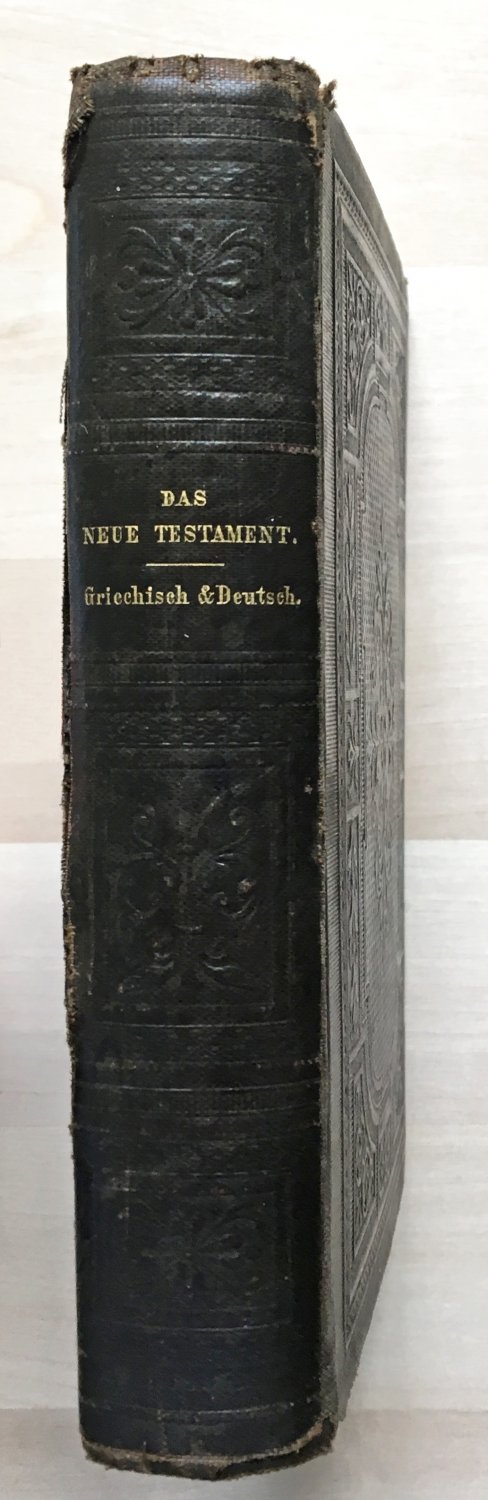 DAS
NEUE TESTAMENT.
Griechisch & Deutsch.